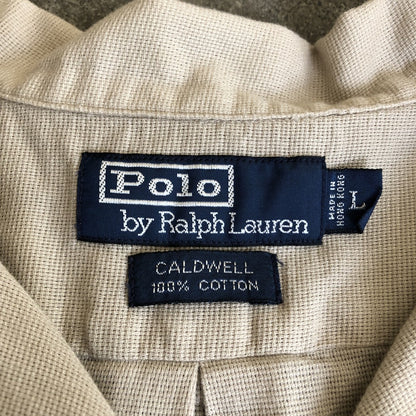 Polo
by Ralph Lauren
MADE IN
HONG KONG
L
CALDWELL
100% COTTON